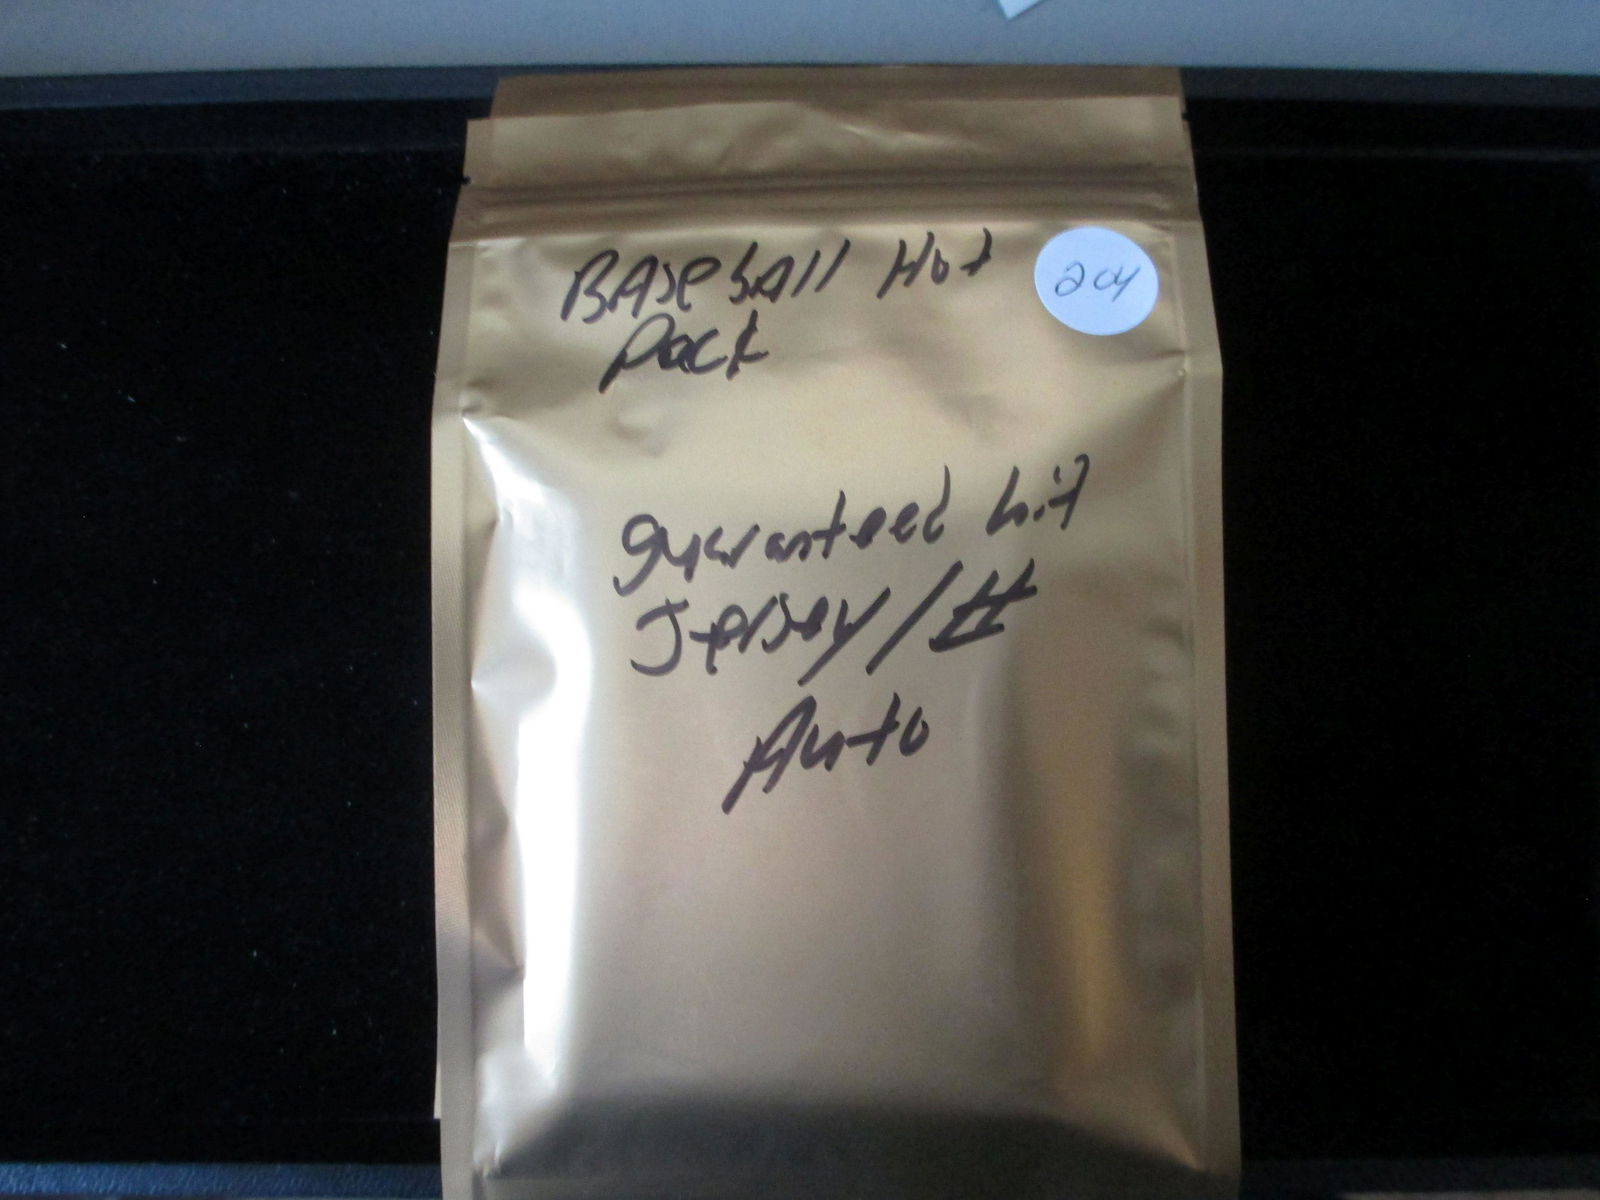 BASebAll Hot
Pack
204
guaranteed hit
Jersey/#
Auto